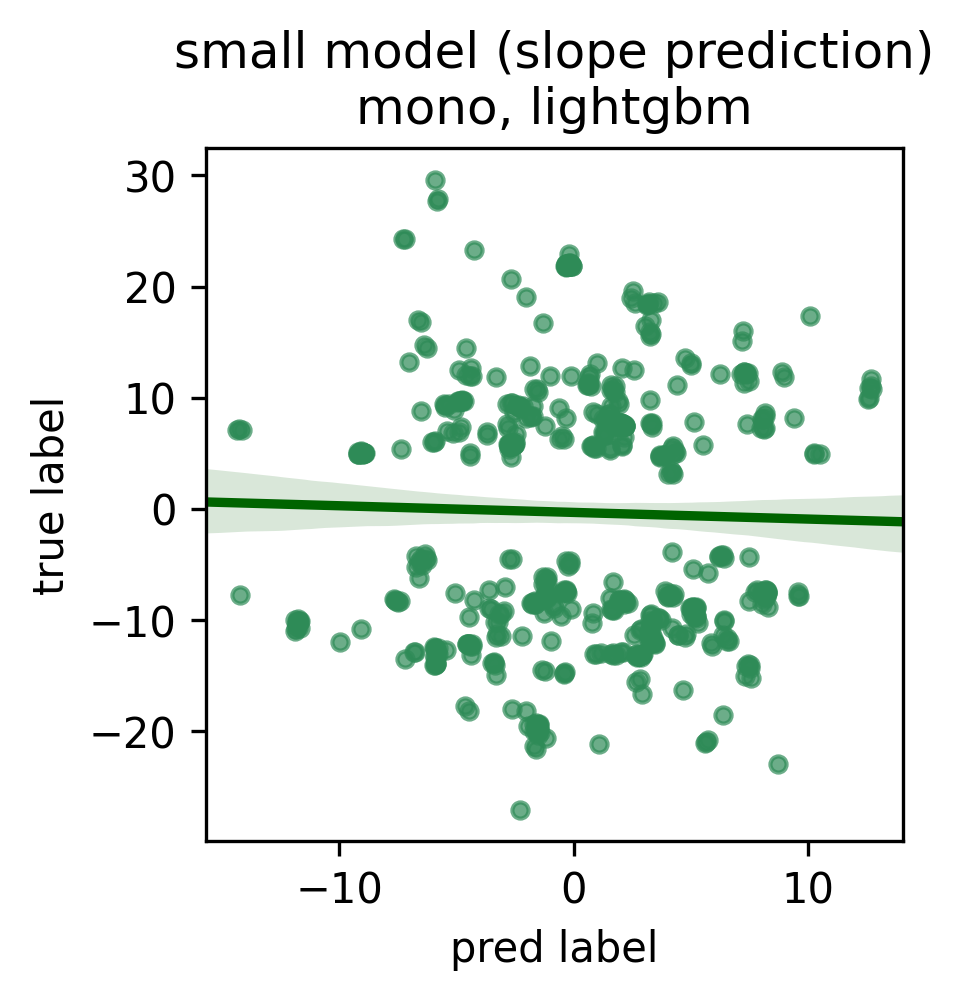 small model (slope prediction)
mono, lightgbm
30
20
10
0
−10
−20
true label
−10
0
10
pred label